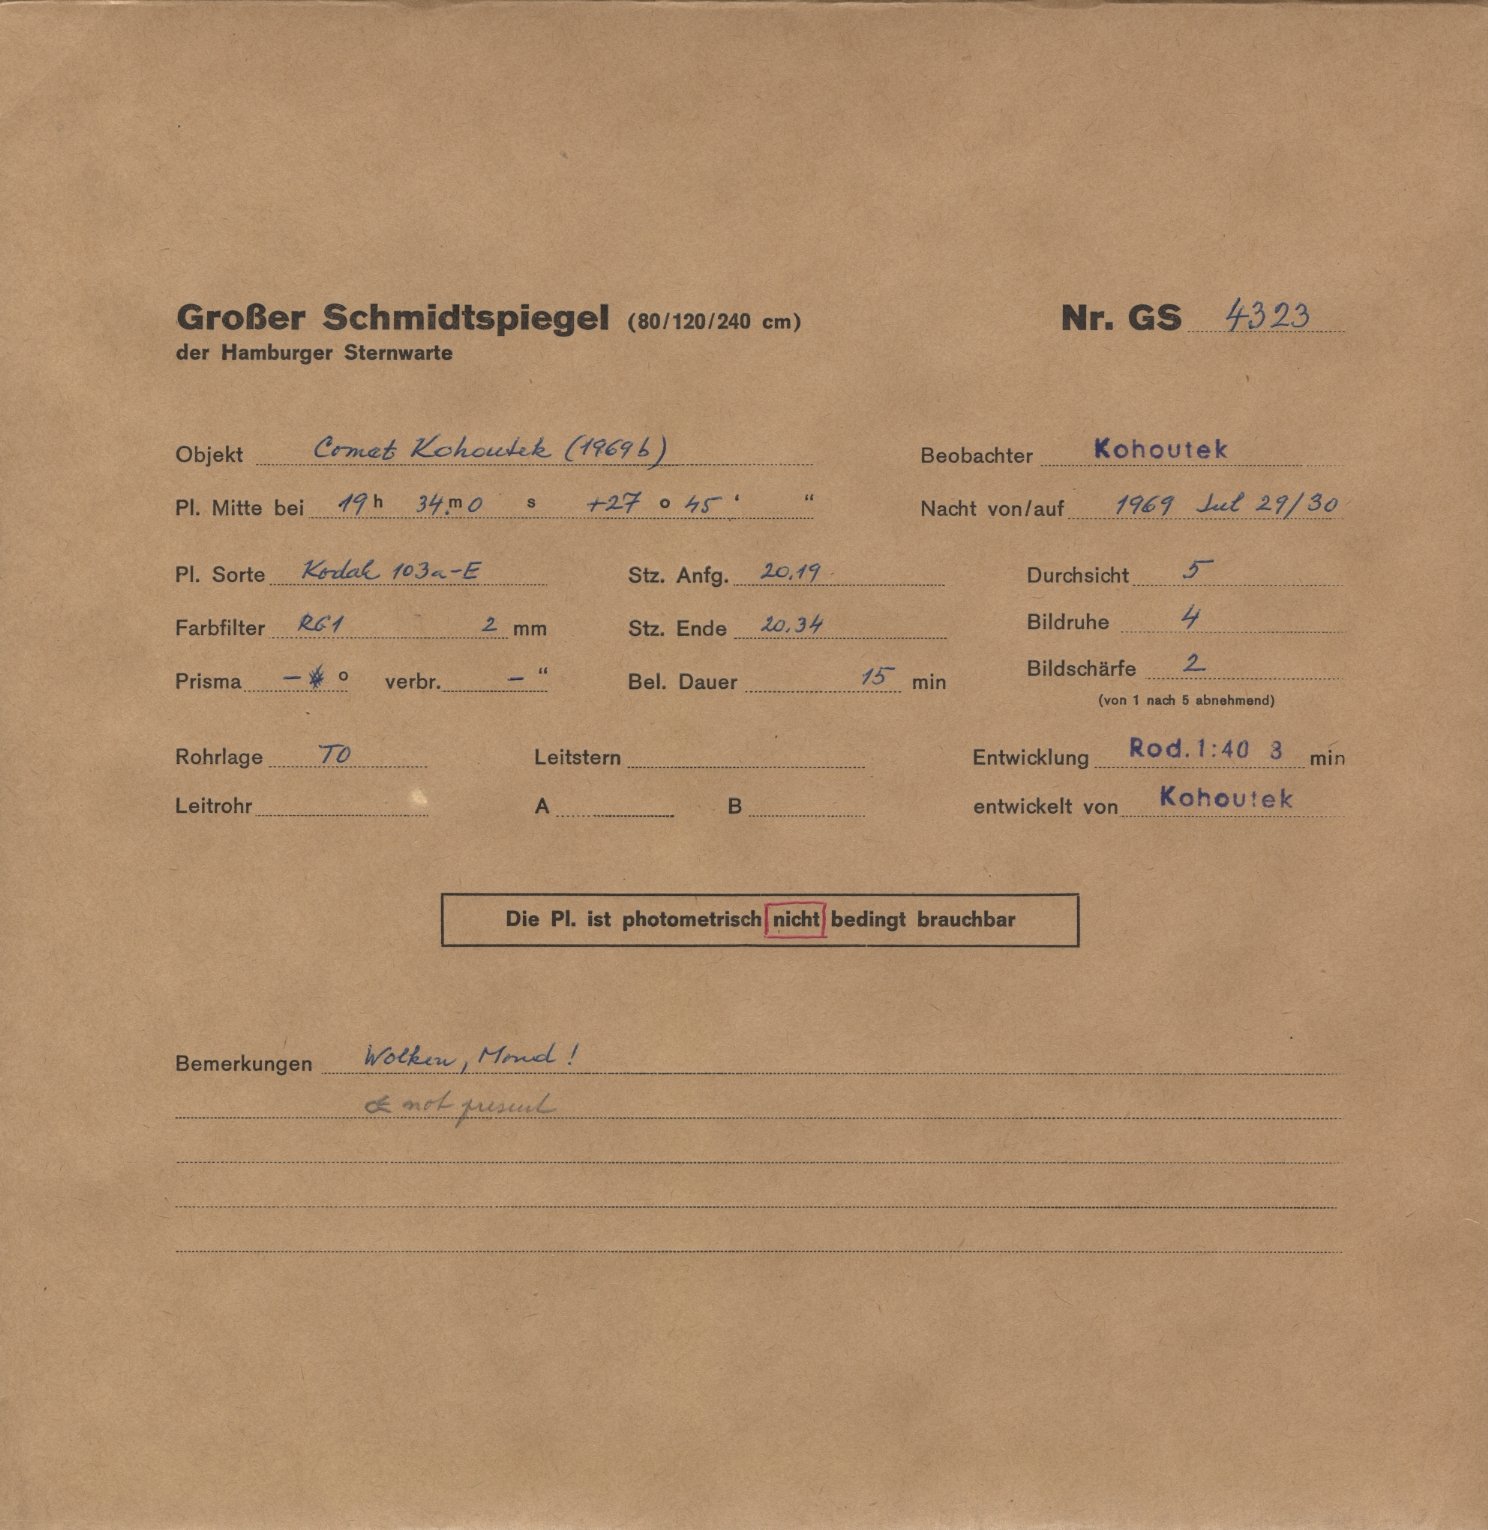 Großer Schmidtspiegel (80/120/240 cm) Nr. GS 4323
der Hamburger Sternwarte
Objekt Comet Kohoutek (1969b) Beobachter Kohoutek
Pl. Mitte bei 19 h 34. m 0 s +27 o 45 ' " Nacht von/auf 1969 Jul 29/30
Pl. Sorte Kodak 103a-E Stz. Anfg. 20.19 Durchsicht 5
Farbfilter RG1 2 mm Stz. Ende 20.34 Bildruhe 4
Prisma – o verbr. – " Bel. Dauer 15 min Bildschärfe 2
(von 1 nach 5 abnehmend)
Rohrlage TO Leitstern Entwicklung Rod. 1:40 8 min
Leitrohr A B entwickelt von Kohoutek
Die Pl. ist photometrisch nicht bedingt brauchbar
Bemerkungen Wolken, Mond!
not present